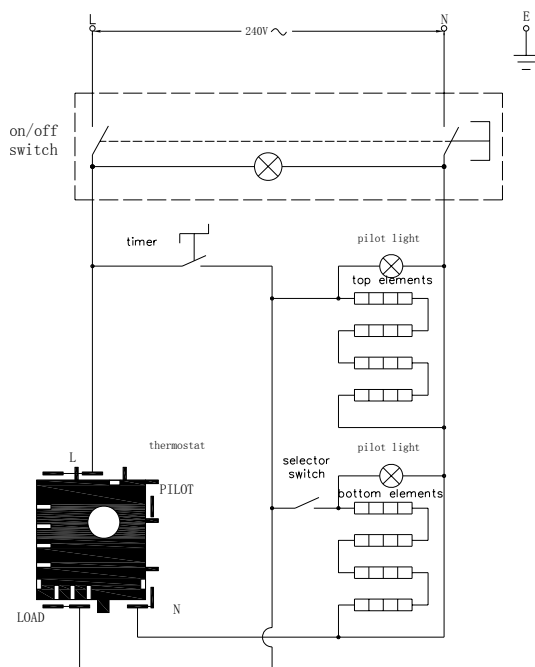 L
N
E
240V
on/off
switch
timer
pilot light
top elements
thermostat
pilot light
selector
switch
bottom elements
L
PILOT
LOAD
N